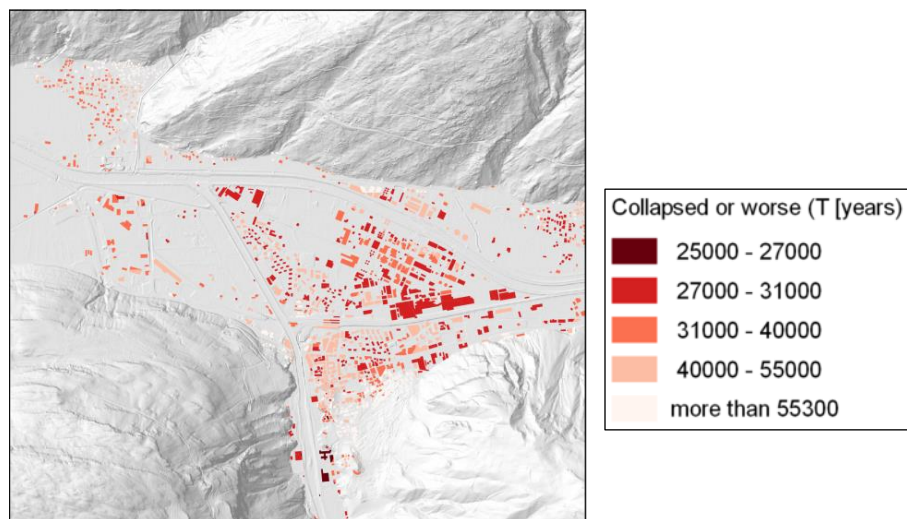 Collapsed or worse (T [years)
25000 - 27000
27000 - 31000
31000 - 40000
40000 - 55000
more than 55300